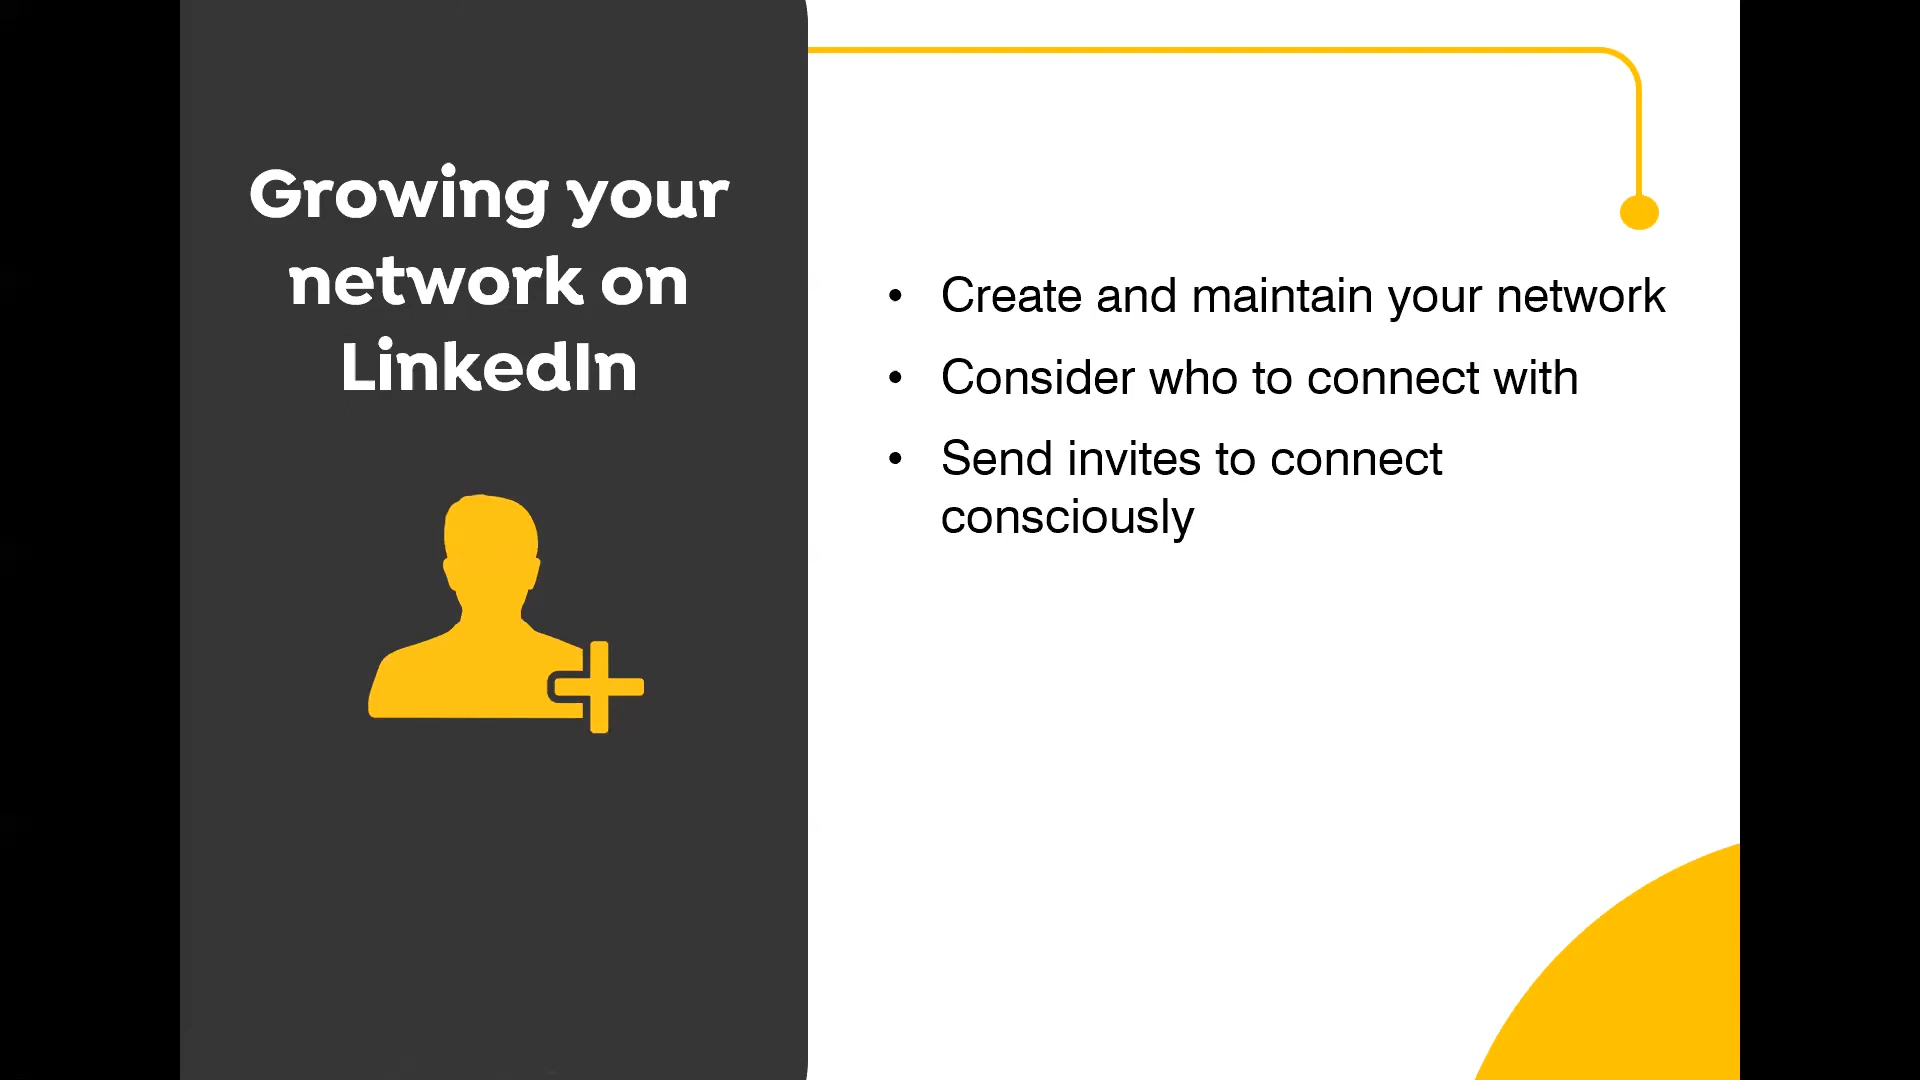 Growing your
network on
LinkedIn
• Create and maintain your network
• Consider who to connect with
• Send invites to connect
consciously